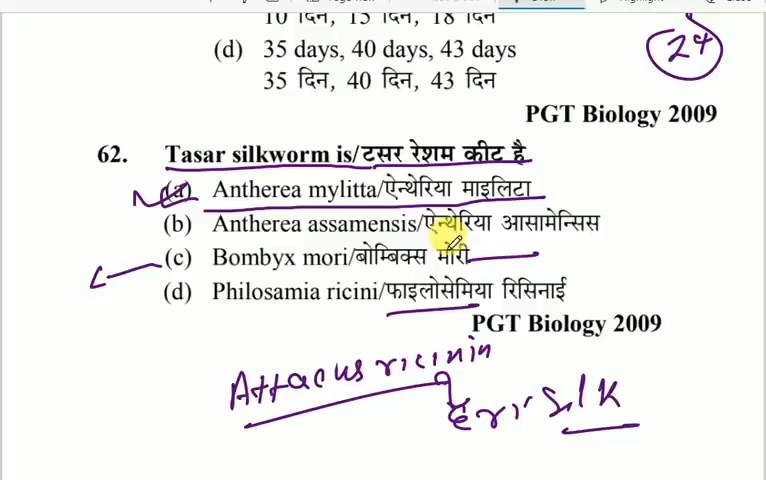 10 दिन, 15 दिन, 18 दिन
(d) 35 days, 40 days, 43 days
35 दिन, 40 दिन, 43 दिन
24
PGT Biology 2009
62. Tasar silkworm is/टसर रेशम कीट है
(a) Antherea mylitta/ऐन्थेरिया माइलिटा
(b) Antherea assamensis/ऐन्थेरिया आसामेन्सिस
(c) Bombyx mori/बोम्बिक्स मोरी
(d) Philosamia ricini/फाइलोसेमिया रिसिनाई
PGT Biology 2009
Attacus ricinin
Silk